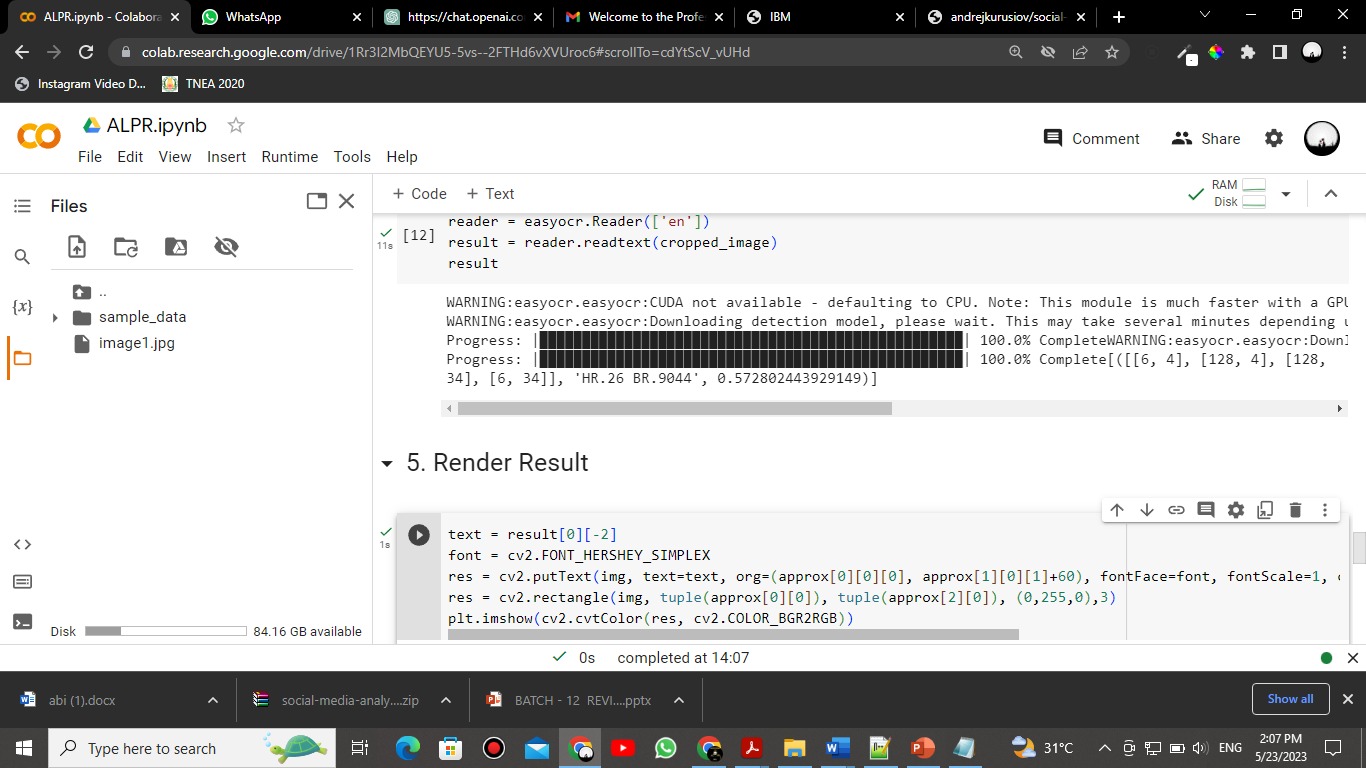 ALPR.ipynb - Colabora
WhatsApp
https://chat.openai.co
Welcome to the Profe
IBM
andrejkurusiov/social-
colab.research.google.com/drive/1Rr3I2MbQEYU5-5vs--2FTHd6vXVUroc6#scrollTo=cdYtScV_vUHd
Instagram Video D...
TNEA 2020
ALPR.ipynb
Comment
Share
File Edit View Insert Runtime Tools Help
Files
+ Code + Text
RAM
Disk
reader = easyocr.Reader(['en'])
[12]
11s
result = reader.readtext(cropped_image)
result
..
sample_data
image1.jpg
{x}
WARNING:easyocr.easyocr:CUDA not available - defaulting to CPU. Note: This module is much faster with a GPU
WARNING:easyocr.easyocr:Downloading detection model, please wait. This may take several minutes depending u
Progress: |██████████████████████████████████████████████████| 100.0% CompleteWARNING:easyocr.easyocr:Downl
Progress: |██████████████████████████████████████████████████| 100.0% Complete[([[6, 4], [128, 4], [128,
34], [6, 34]], 'HR.26 BR.9044', 0.572802443929149)]
5. Render Result
1s
text = result[0][-2]
font = cv2.FONT_HERSHEY_SIMPLEX
res = cv2.putText(img, text=text, org=(approx[0][0][0], approx[1][0][1]+60), fontFace=font, fontScale=1,
res = cv2.rectangle(img, tuple(approx[0][0]), tuple(approx[2][0]), (0,255,0),3)
plt.imshow(cv2.cvtColor(res, cv2.COLOR_BGR2RGB))
Disk
84.16 GB available
0s completed at 14:07
abi (1).docx
social-media-analy....zip
BATCH - 12 REVI....pptx
Show all
Type here to search
31°C
ENG
2:07 PM
5/23/2023